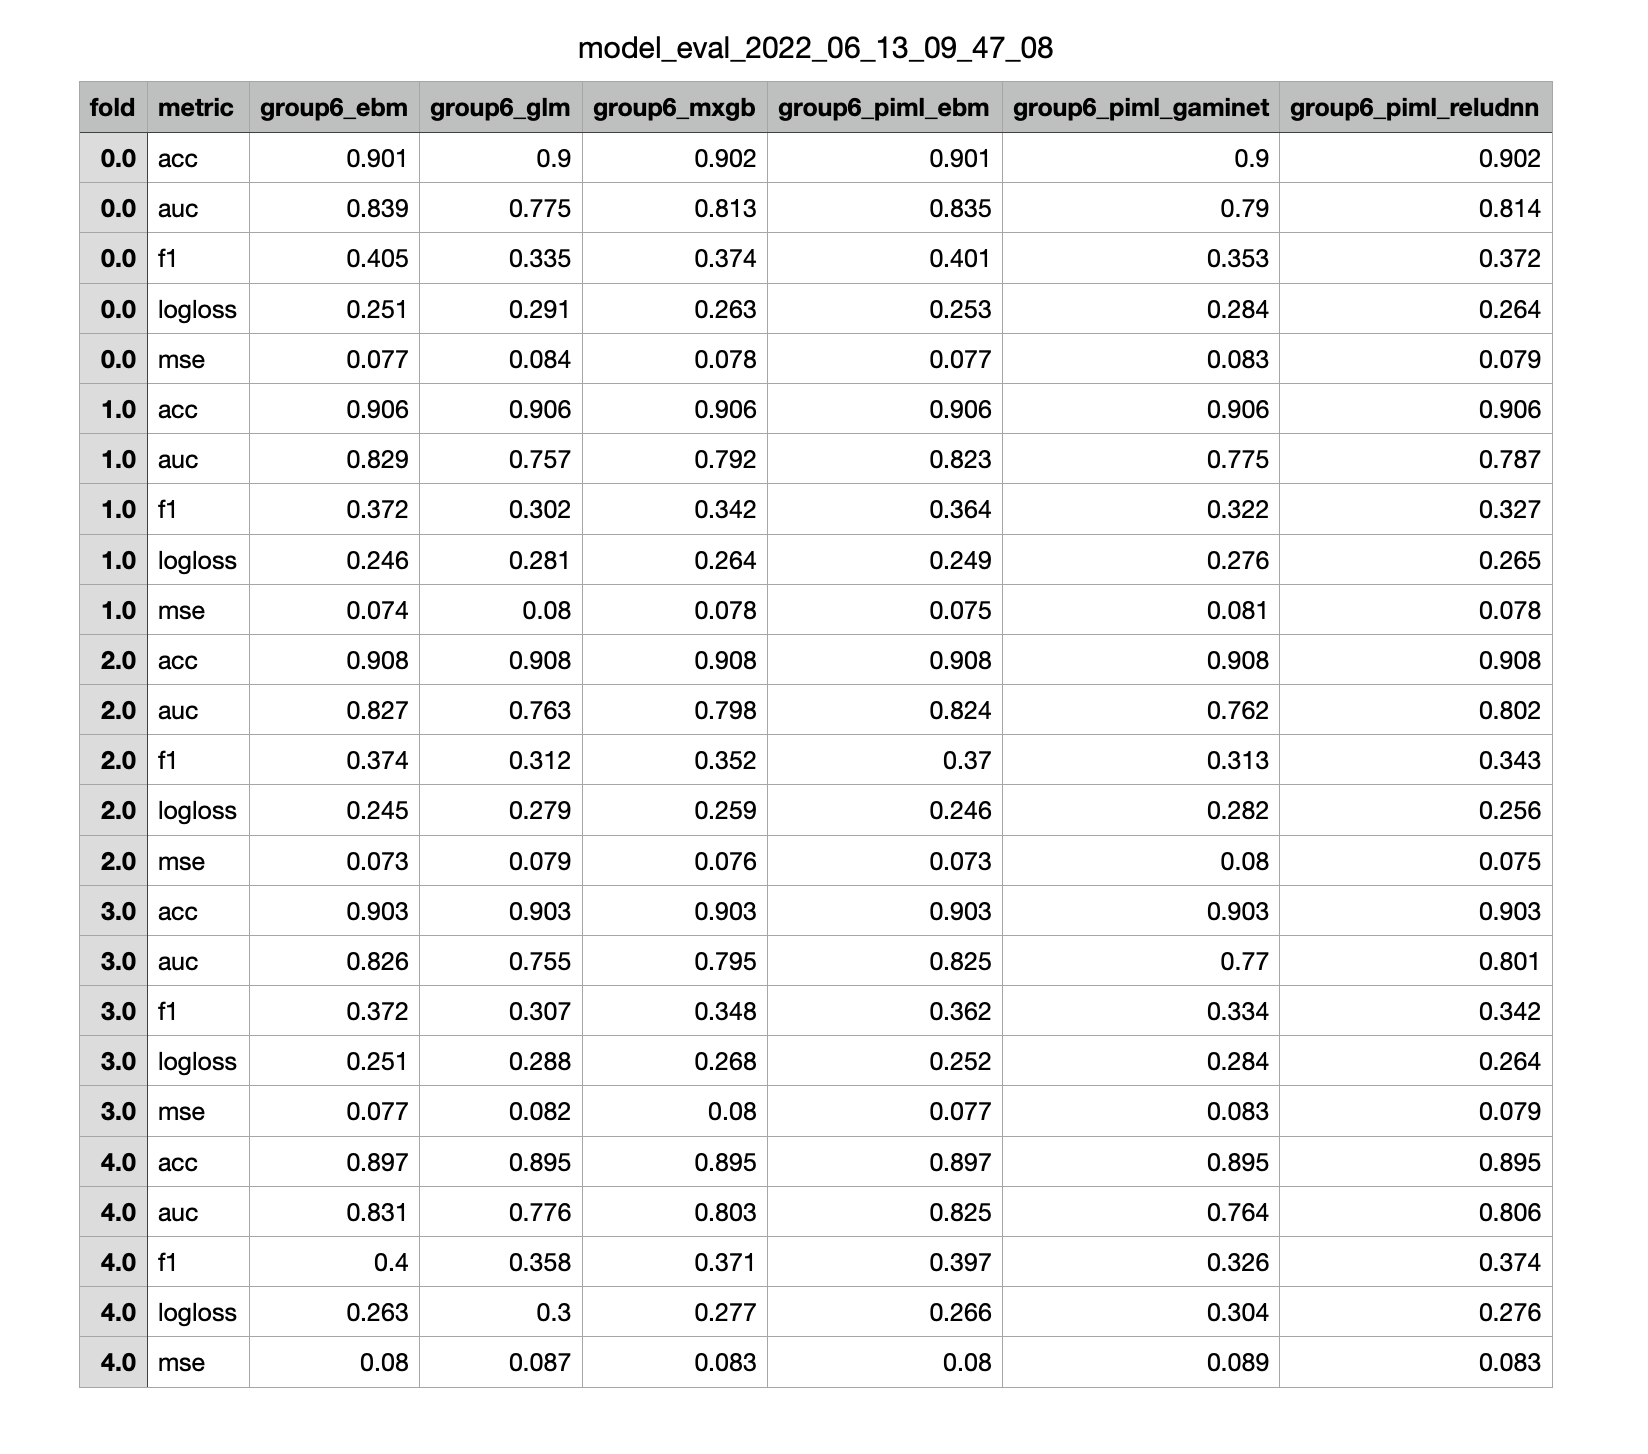 model_eval_2022_06_13_09_47_08
fold metric group6_ebm group6_glm group6_mxgb group6_piml_ebm group6_piml_gaminet group6_piml_reludnn
0.0 acc 0.901 0.9 0.902 0.901 0.9 0.902
0.0 auc 0.839 0.775 0.813 0.835 0.79 0.814
0.0 f1 0.405 0.335 0.374 0.401 0.353 0.372
0.0 logloss 0.251 0.291 0.263 0.253 0.284 0.264
0.0 mse 0.077 0.084 0.078 0.077 0.083 0.079
1.0 acc 0.906 0.906 0.906 0.906 0.906 0.906
1.0 auc 0.829 0.757 0.792 0.823 0.775 0.787
1.0 f1 0.372 0.302 0.342 0.364 0.322 0.327
1.0 logloss 0.246 0.281 0.264 0.249 0.276 0.265
1.0 mse 0.074 0.08 0.078 0.075 0.081 0.078
2.0 acc 0.908 0.908 0.908 0.908 0.908 0.908
2.0 auc 0.827 0.763 0.798 0.824 0.762 0.802
2.0 f1 0.374 0.312 0.352 0.37 0.313 0.343
2.0 logloss 0.245 0.279 0.259 0.246 0.282 0.256
2.0 mse 0.073 0.079 0.076 0.073 0.08 0.075
3.0 acc 0.903 0.903 0.903 0.903 0.903 0.903
3.0 auc 0.826 0.755 0.795 0.825 0.77 0.801
3.0 f1 0.372 0.307 0.348 0.362 0.334 0.342
3.0 logloss 0.251 0.288 0.268 0.252 0.284 0.264
3.0 mse 0.077 0.082 0.08 0.077 0.083 0.079
4.0 acc 0.897 0.895 0.895 0.897 0.895 0.895
4.0 auc 0.831 0.776 0.803 0.825 0.764 0.806
4.0 f1 0.4 0.358 0.371 0.397 0.326 0.374
4.0 logloss 0.263 0.3 0.277 0.266 0.304 0.276
4.0 mse 0.08 0.087 0.083 0.08 0.089 0.083